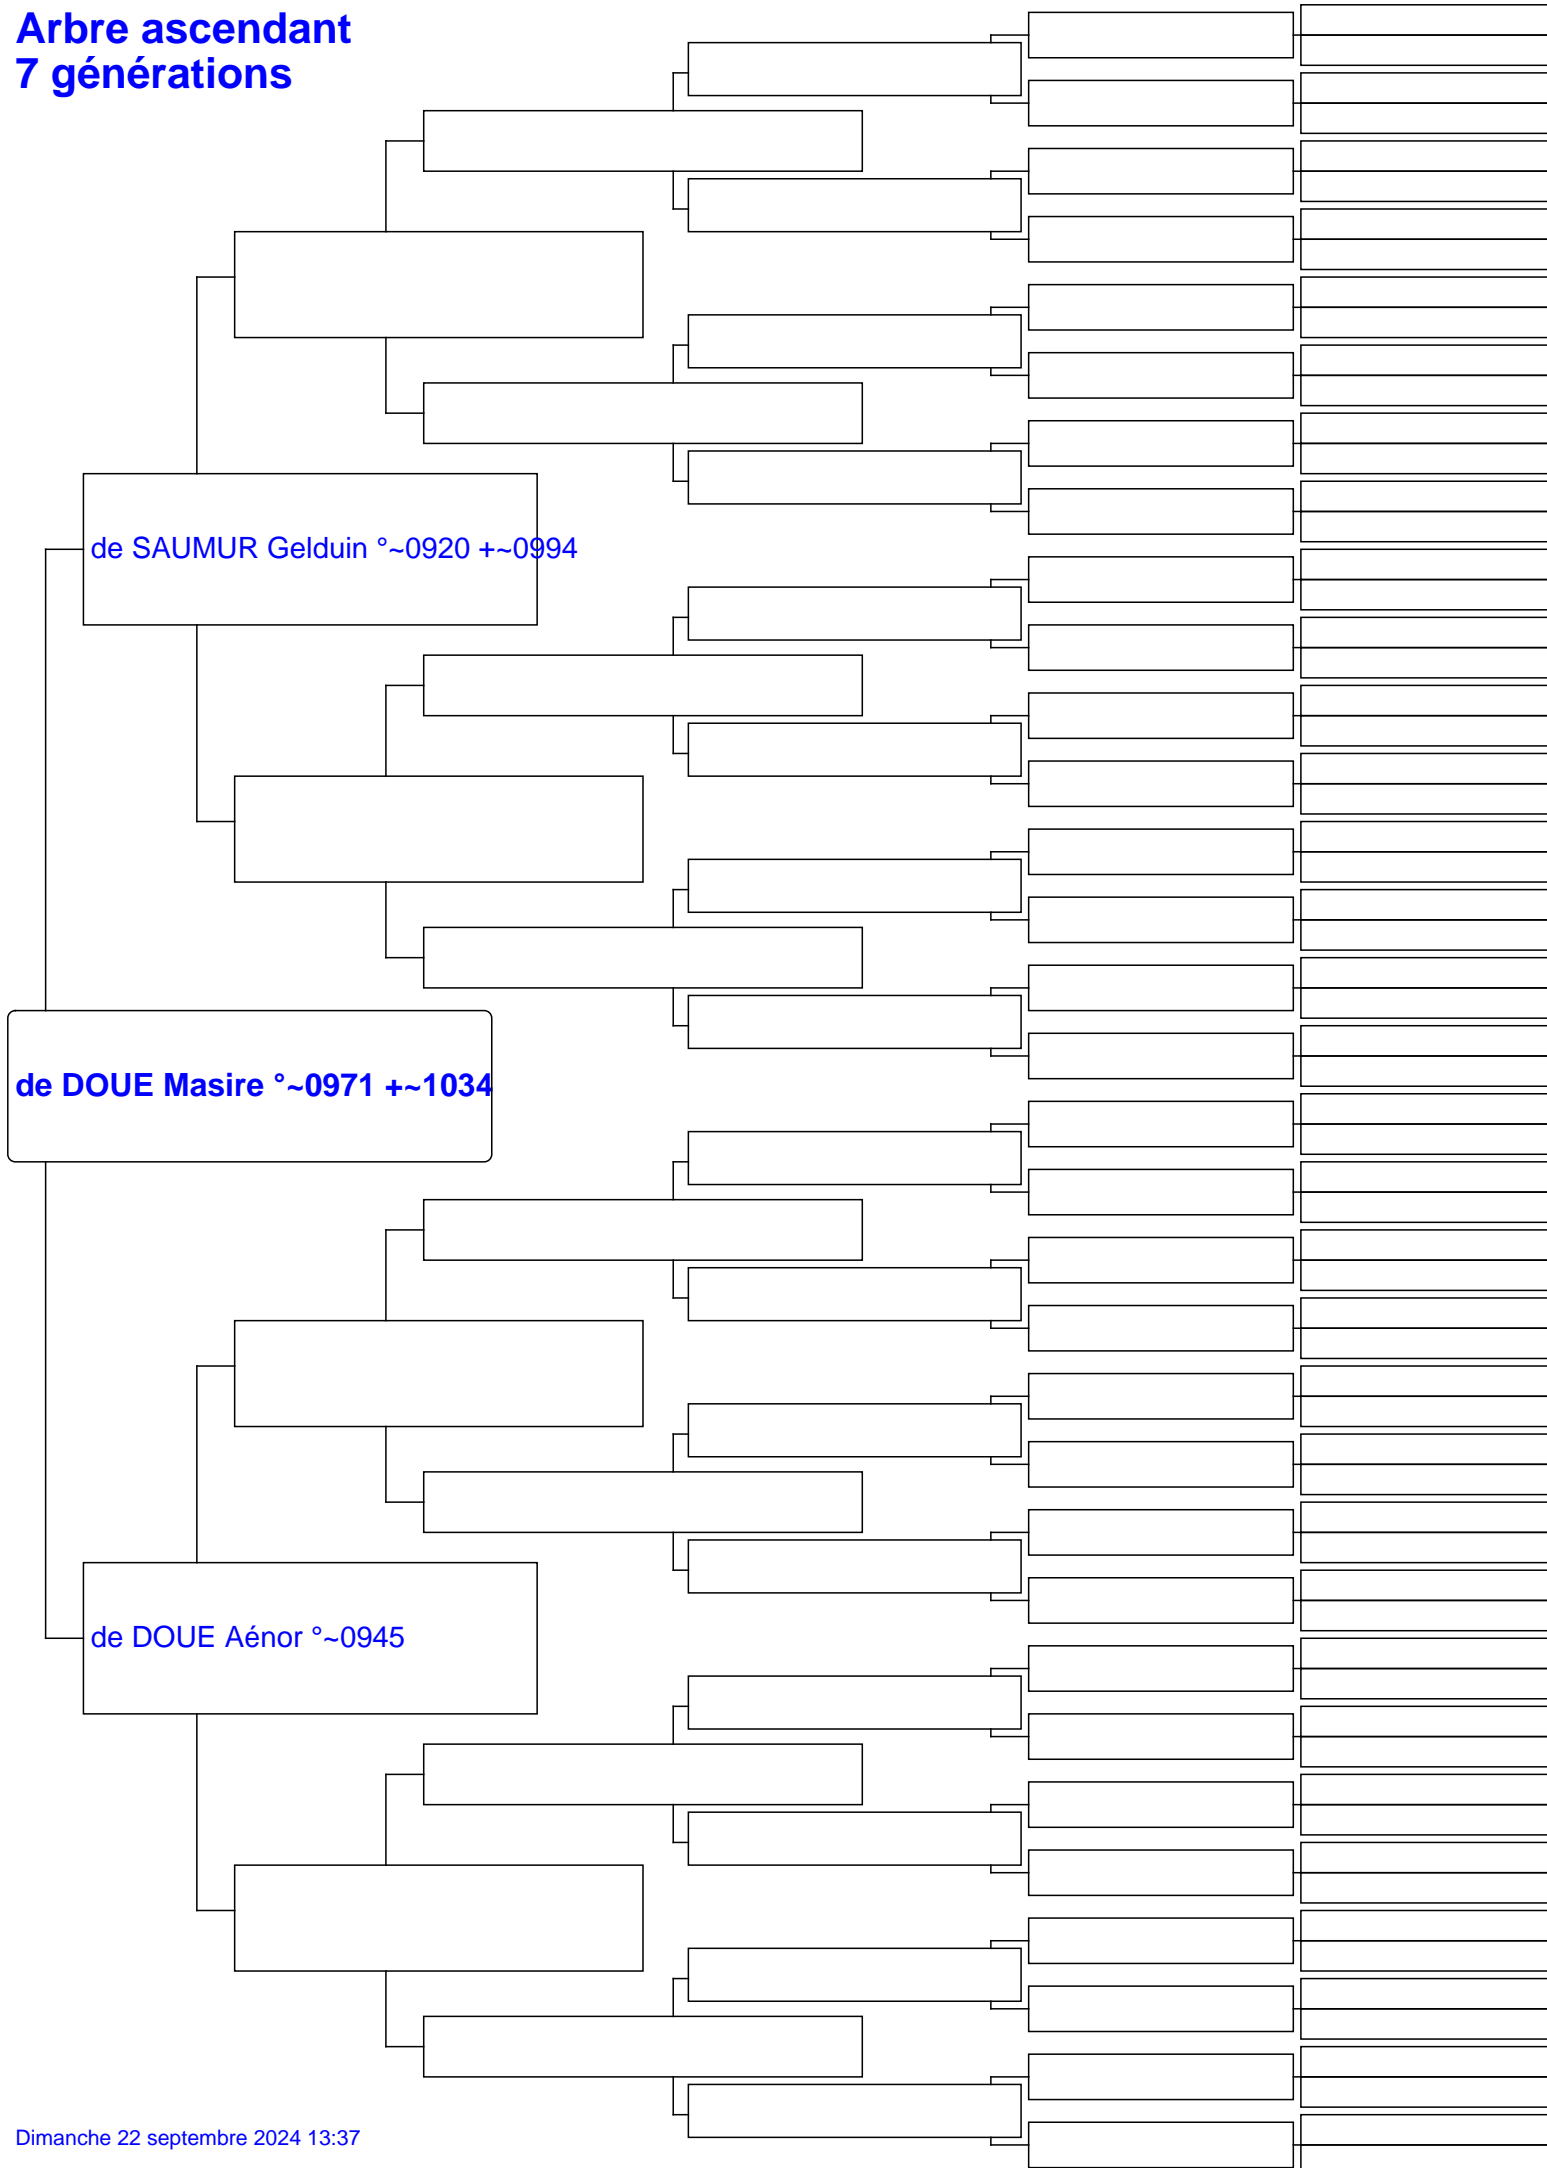 Arbre ascendant
7 générations
de SAUMUR Gelduin °~0920 +~0994
de DOUE Masire °~0971 +~1034
de DOUE Aénor °~0945
Dimanche 22 septembre 2024 13:37